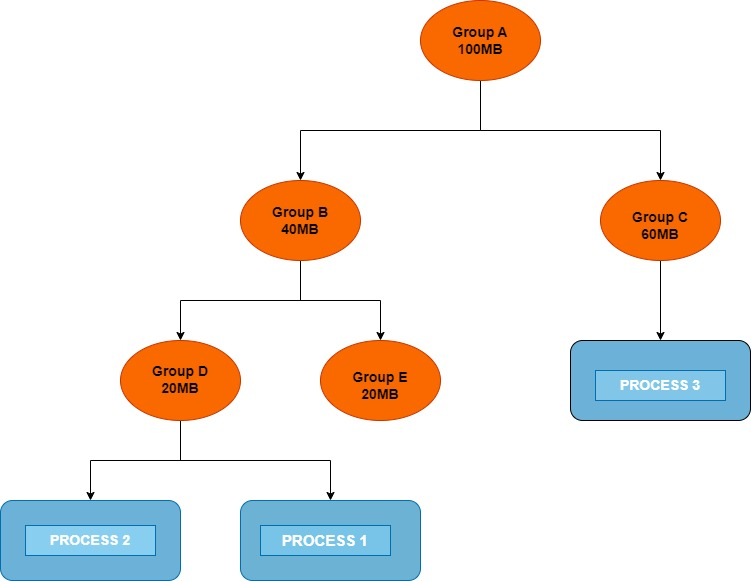 Group A
100MB
Group B
40MB
Group C
60MB
Group D
20MB
Group E
20MB
PROCESS 3
PROCESS 2
PROCESS 1